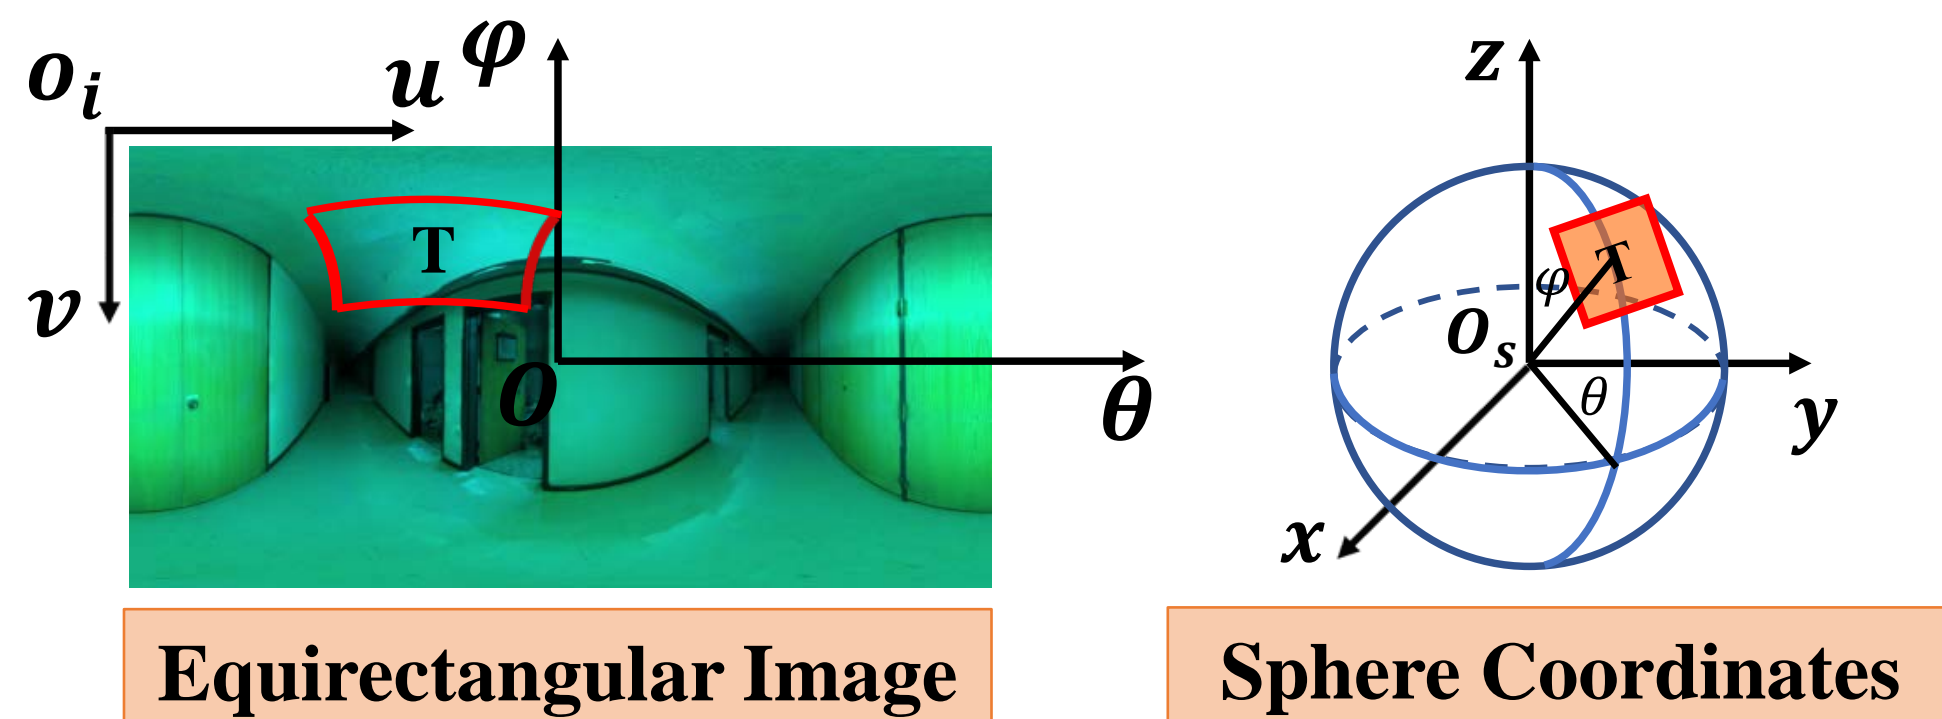 o_i
u
φ
v
T
O
θ
Equirectangular Image
z
T
φ
O_s
θ
y
x
Sphere Coordinates